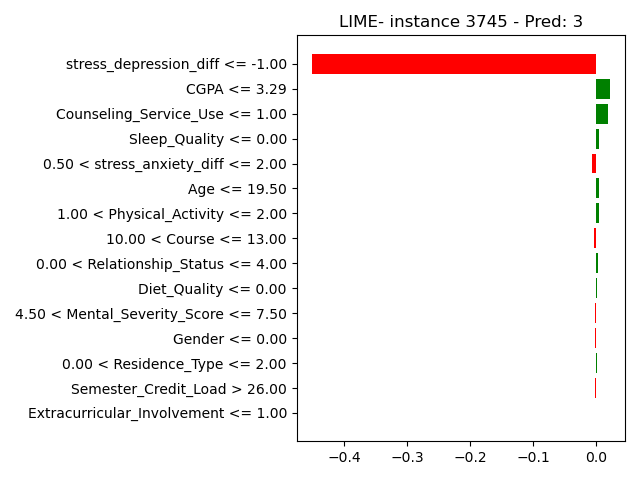 LIME- instance 3745 - Pred: 3
stress_depression_diff <= -1.00
CGPA <= 3.29
Counseling_Service_Use <= 1.00
Sleep_Quality <= 0.00
0.50 < stress_anxiety_diff <= 2.00
Age <= 19.50
1.00 < Physical_Activity <= 2.00
10.00 < Course <= 13.00
0.00 < Relationship_Status <= 4.00
Diet_Quality <= 0.00
4.50 < Mental_Severity_Score <= 7.50
Gender <= 0.00
0.00 < Residence_Type <= 2.00
Semester_Credit_Load > 26.00
Extracurricular_Involvement <= 1.00
−0.4 −0.3 −0.2 −0.1 0.0